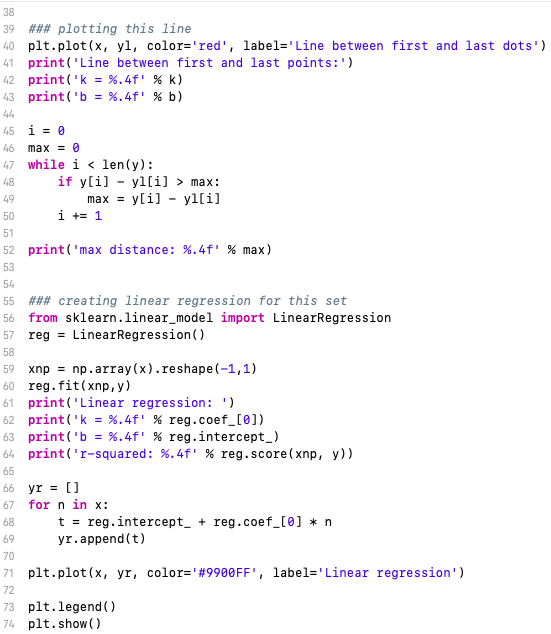 38
39 ### plotting this line
40 plt.plot(x, yl, color='red', label='Line between first and last dots')
41 print('Line between first and last points:')
42 print('k = %.4f' % k)
43 print('b = %.4f' % b)
44
45 i = 0
46 max = 0
47 while i < len(y):
48     if y[i] - yl[i] > max:
49         max = y[i] - yl[i]
50     i += 1
51
52 print('max distance: %.4f' % max)
53
54
55 ### creating linear regression for this set
56 from sklearn.linear_model import LinearRegression
57 reg = LinearRegression()
58
59 xnp = np.array(x).reshape(-1,1)
60 reg.fit(xnp,y)
61 print('Linear regression: ')
62 print('k = %.4f' % reg.coef_[0])
63 print('b = %.4f' % reg.intercept_)
64 print('r-squared: %.4f' % reg.score(xnp, y))
65
66 yr = []
67 for n in x:
68     t = reg.intercept_ + reg.coef_[0] * n
69     yr.append(t)
70
71 plt.plot(x, yr, color='#9900FF', label='Linear regression')
72
73 plt.legend()
74 plt.show()